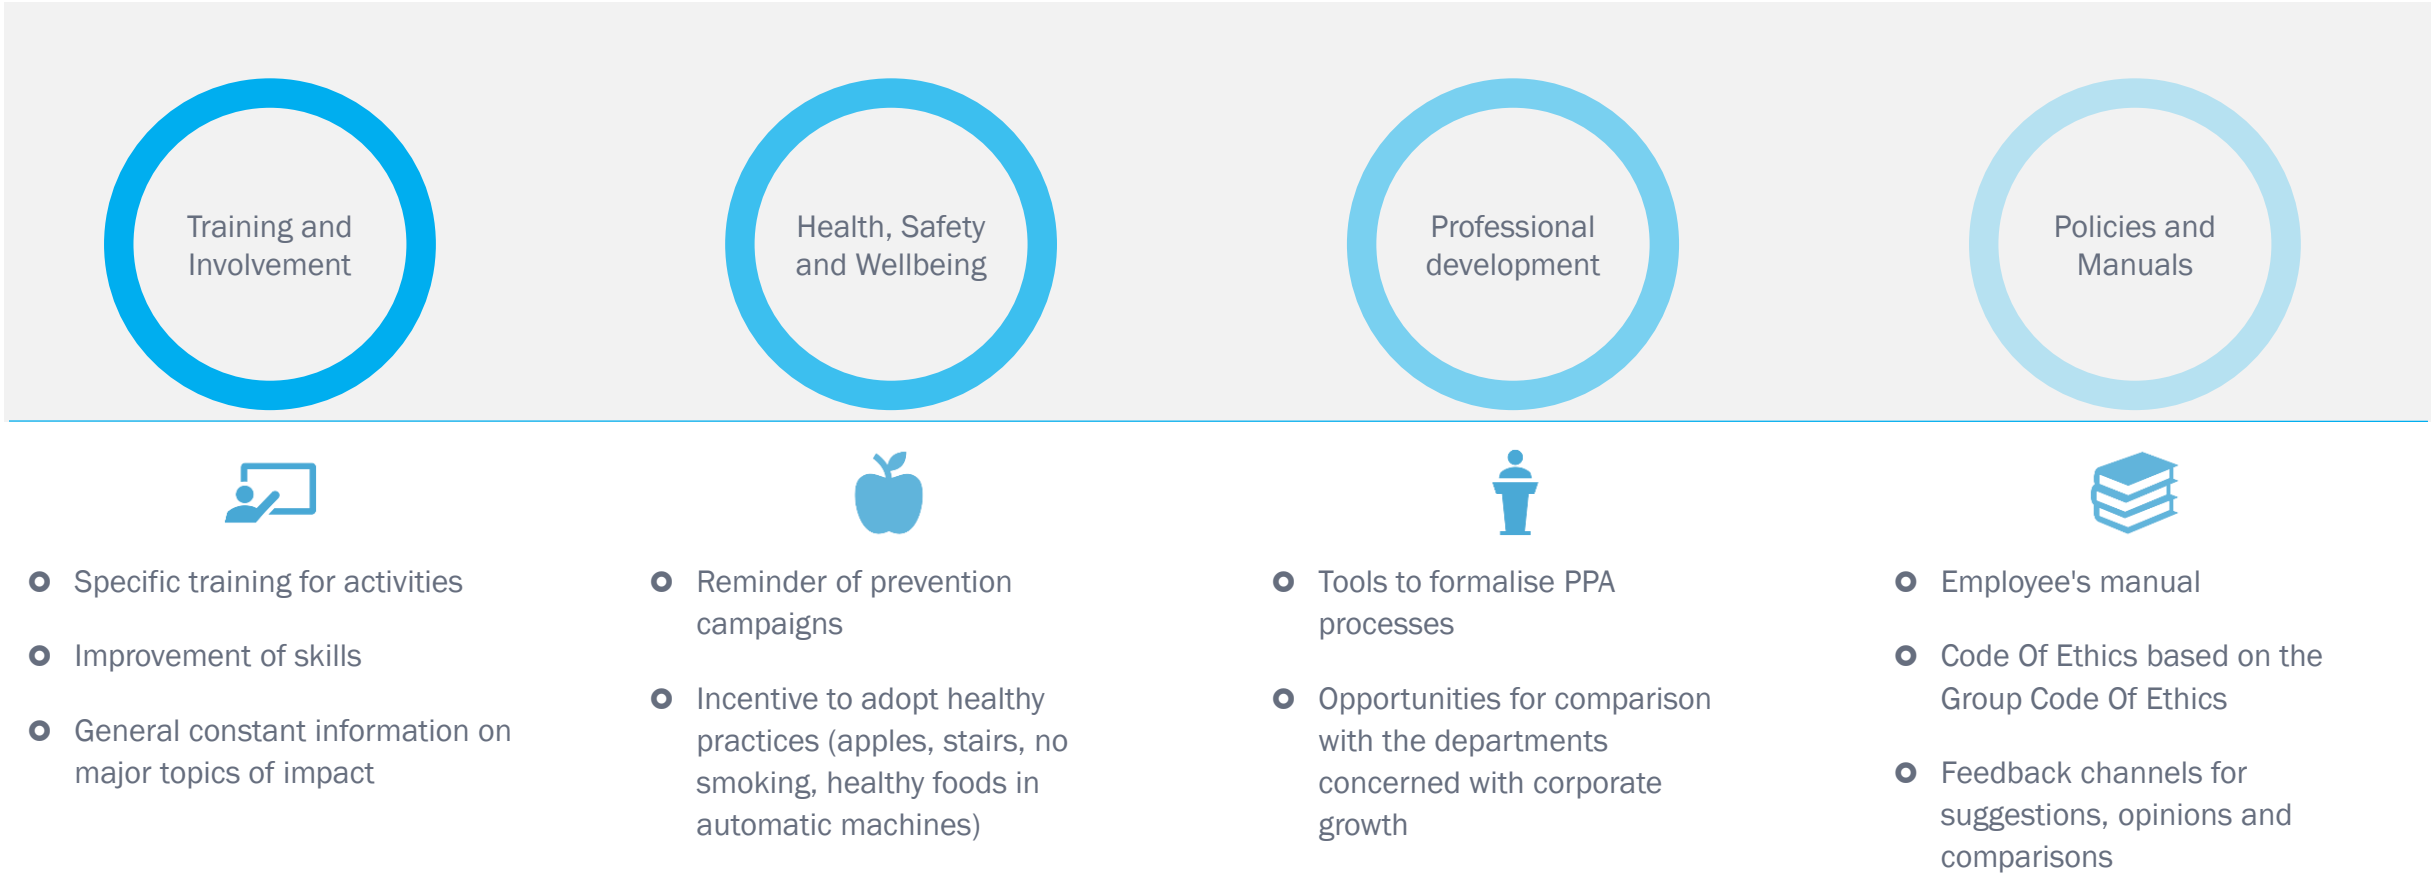 Training and
Involvement
Health, Safety
and Wellbeing
Professional
development
Policies and
Manuals
Specific training for activities
Improvement of skills
General constant information on
major topics of impact
Reminder of prevention
campaigns
Incentive to adopt healthy
practices (apples, stairs, no
smoking, healthy foods in
automatic machines)
Tools to formalise PPA
processes
Opportunities for comparison
with the departments
concerned with corporate
growth
Employee's manual
Code Of Ethics based on the
Group Code Of Ethics
Feedback channels for
suggestions, opinions and
comparisons